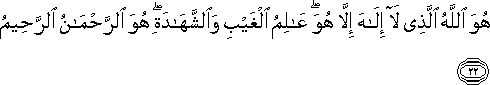 هُوَ ٱللَّهُ ٱلَّذِى لَآ إِلَـٰهَ إِلَّا هُوَ ۖ عَـٰلِمُ ٱلْغَيْبِ وَٱلشَّهَـٰدَةِ ۖ هُوَ ٱلرَّحْمَـٰنُ ٱلرَّحِيمُ
٢٢